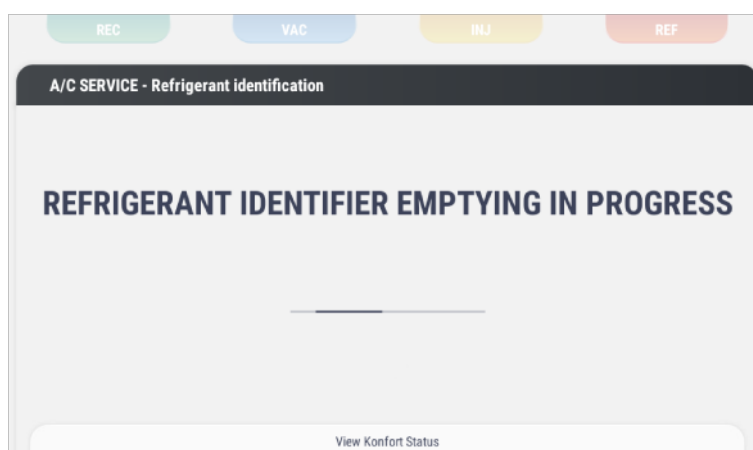 REC VAC INJ REF
A/C SERVICE - Refrigerant identification
REFRIGERANT IDENTIFIER EMPTYING IN PROGRESS
View Konfort Status